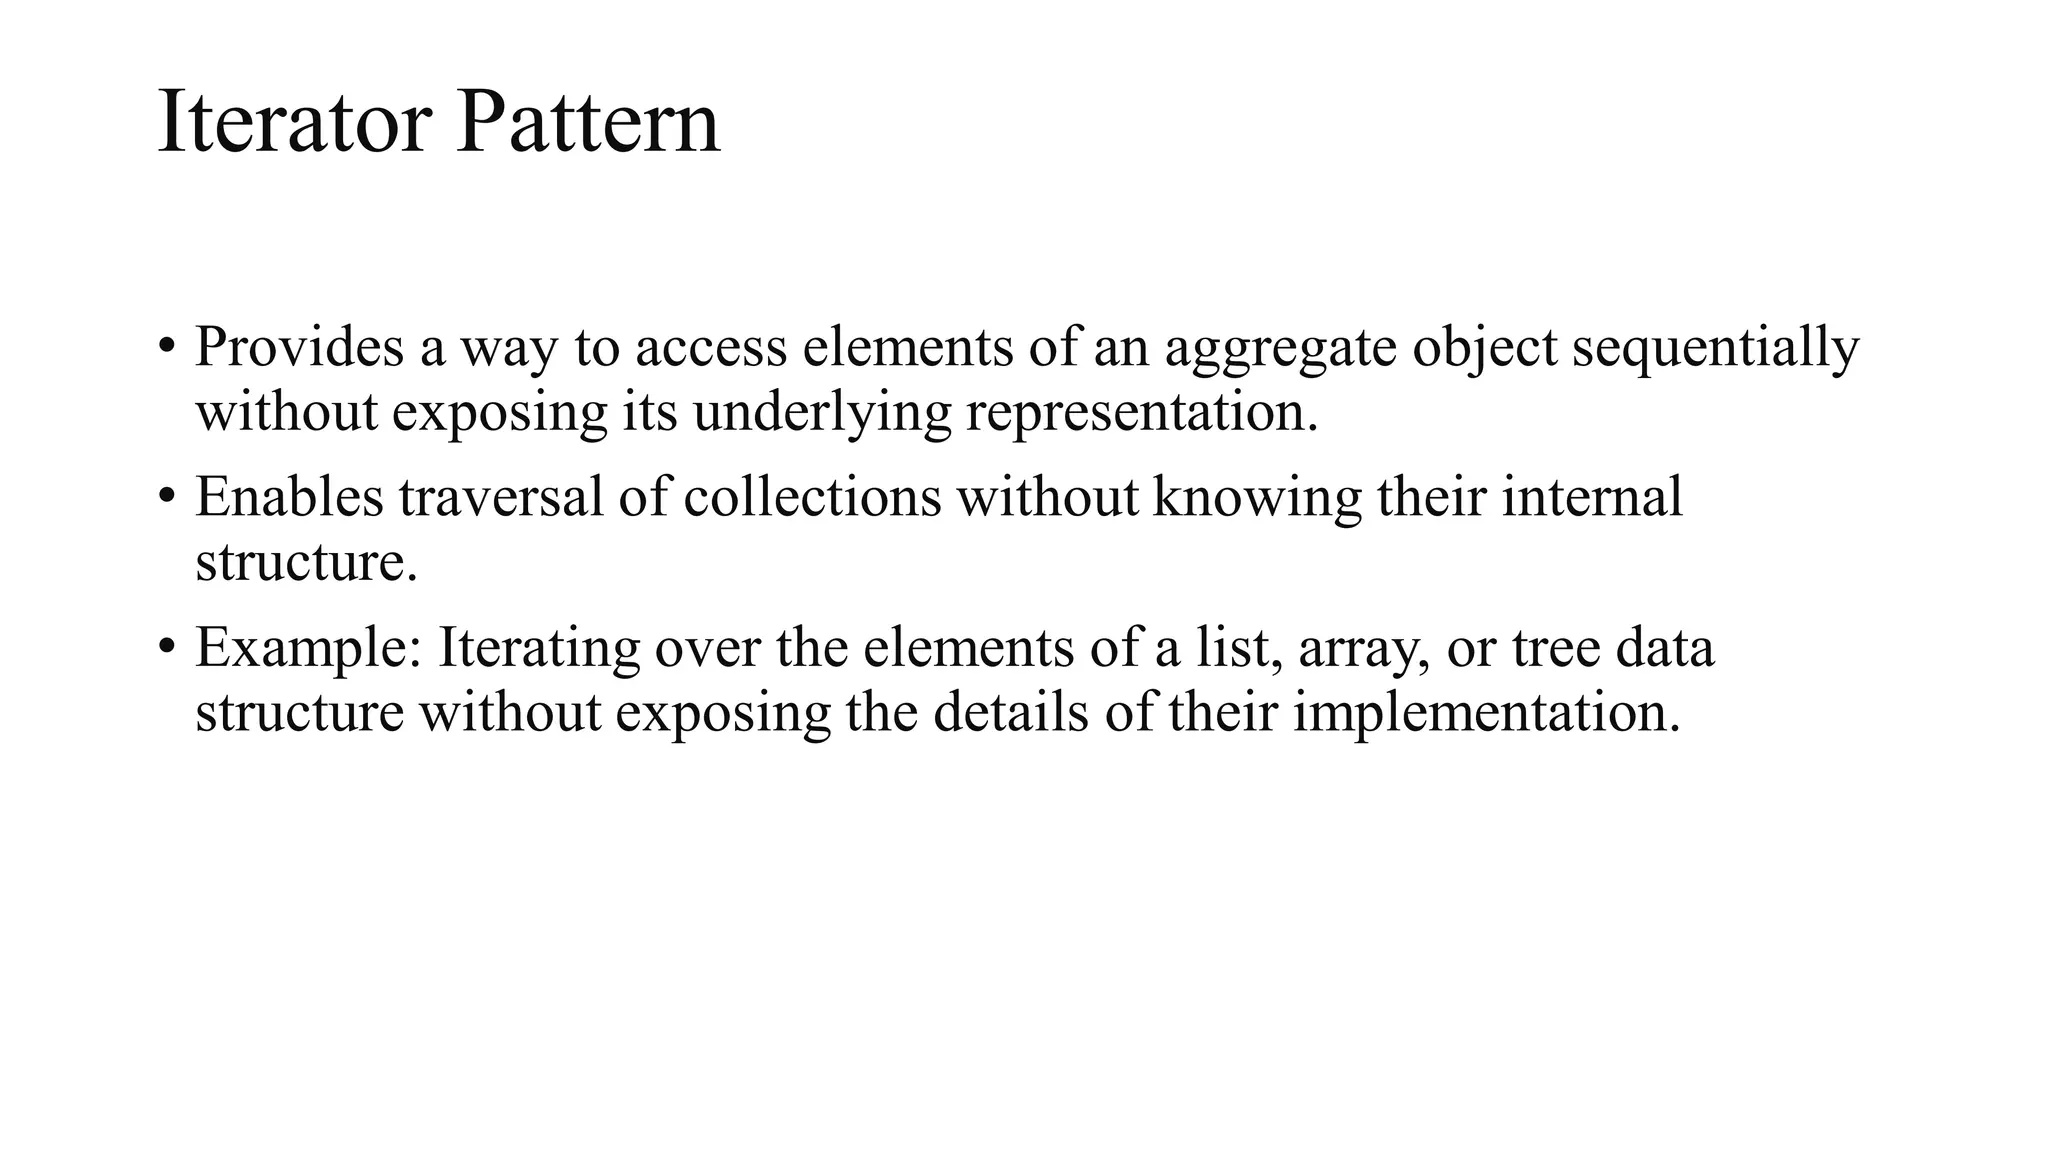 Iterator Pattern
• Provides a way to access elements of an aggregate object sequentially
without exposing its underlying representation.
• Enables traversal of collections without knowing their internal
structure.
• Example: Iterating over the elements of a list, array, or tree data
structure without exposing the details of their implementation.